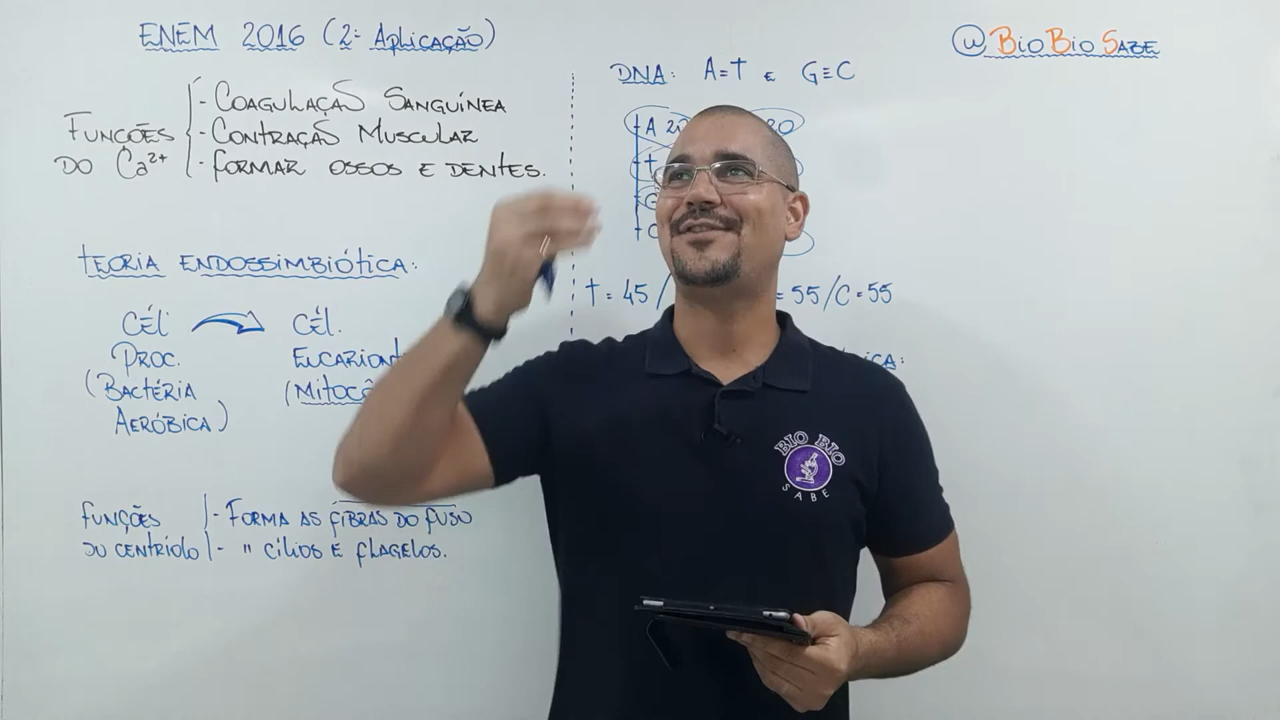 ENEM 2016 (2ª Aplicação)
@BioBioSabe
Funções
do Ca²⁺
- Coagulação Sanguínea
- Contração Muscular
- Formar ossos e dentes.
Teoria Endossimbiótica:
Cél
Proc.
(Bactéria
Aeróbica)
Cél.
Eucariont
(Mitocô
Funções
do centríolo
- Forma as fibras do fuso
- " cílios e flagelos.
DNA: A=T e G≡C
A 20
T
G
C
T = 45 /
= 55 / C = 55
ica:
BIO BIO
SABE